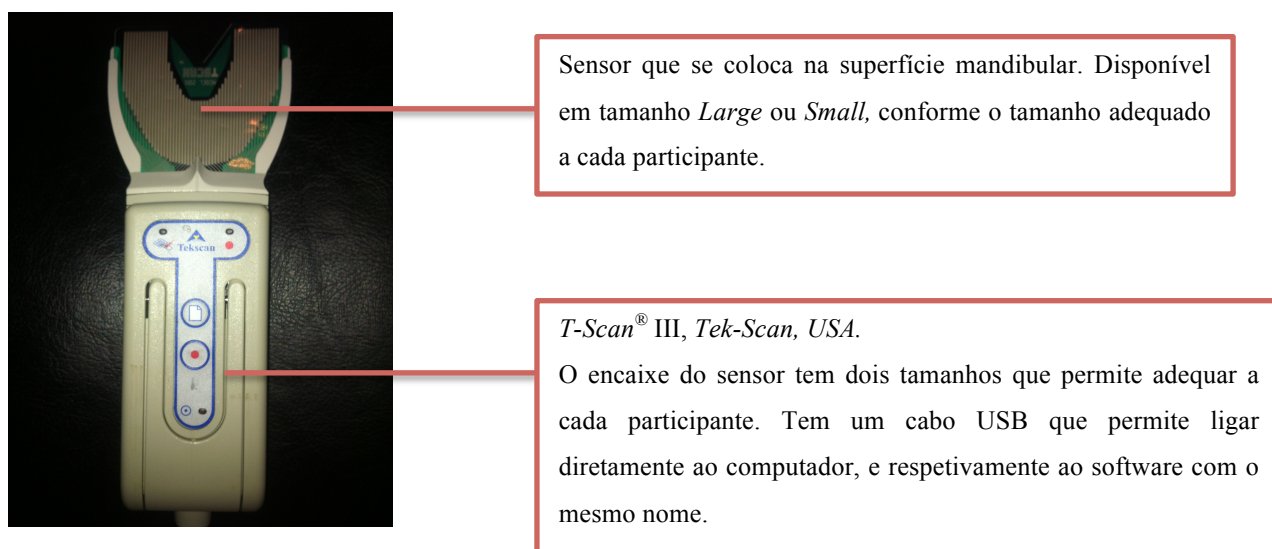 Sensor que se coloca na superfície mandibular. Disponível
em tamanho Large ou Small, conforme o tamanho adequado
a cada participante.
Tekscan
T-Scan® III, Tek-Scan, USA.
O encaixe do sensor tem dois tamanhos que permite adequar a
cada participante. Tem um cabo USB que permite ligar
diretamente ao computador, e respetivamente ao software com o
mesmo nome.